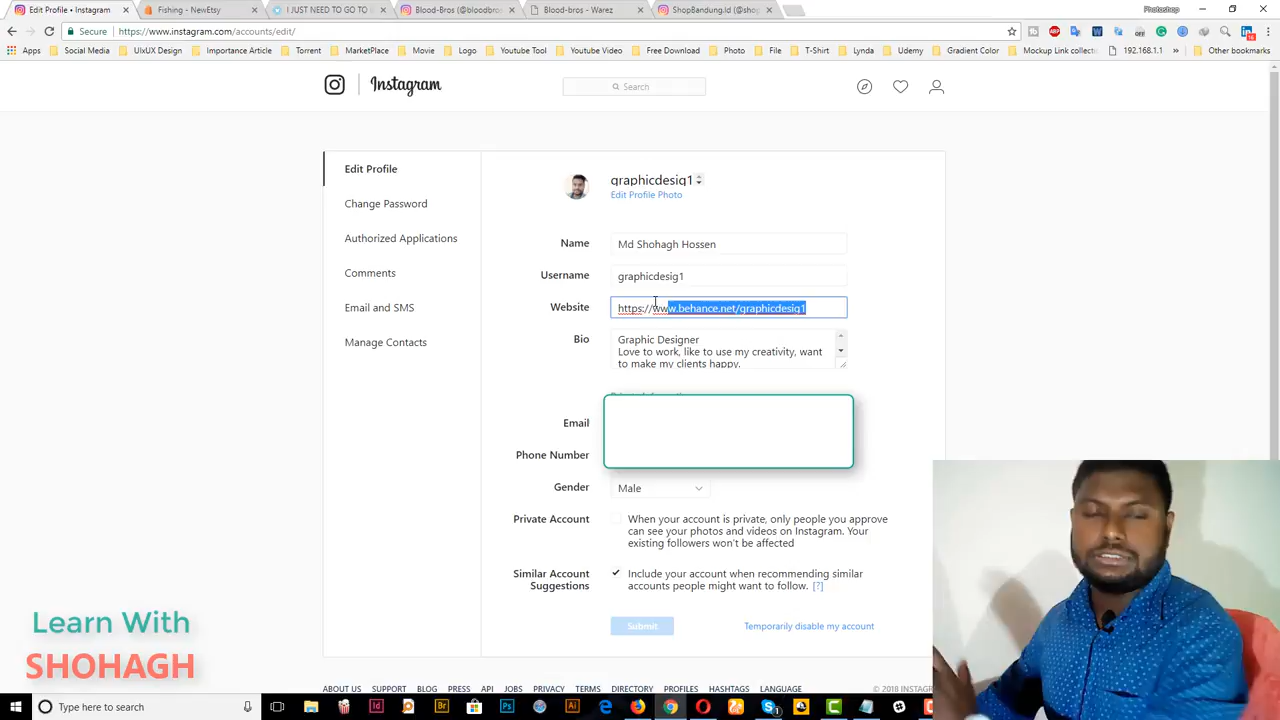 Photoshop
Edit Profile • Instagram
Fishing - NewEtsy
I JUST NEED TO GO TO
Blood-Bros (@bloodbro
Blood-bros - Warez
ShopBandung.Id (@shop
Secure
https://www.instagram.com/accounts/edit/
Apps
Social Media
UIxUX Design
Importance Article
Torrent
MarketPlace
Movie
Logo
Youtube Tool
Youtube Video
Free Download
Photo
File
T-Shirt
Lynda
Udemy
Gradient Color
Mockup Link collecti
192.168.1.1
»
Other bookmarks
Instagram
Search
Edit Profile
Change Password
Authorized Applications
Comments
Email and SMS
Manage Contacts
graphicdesig1
Edit Profile Photo
Name
Md Shohagh Hossen
Username
graphicdesig1
Website
https://www.behance.net/graphicdesig1
Bio
Graphic Designer
Love to work, like to use my creativity, want
to make my clients happy.
Email
Phone Number
Gender
Male
Private Account
When your account is private, only people you approve
can see your photos and videos on Instagram. Your
existing followers won't be affected
Similar Account
Suggestions
Include your account when recommending similar
accounts people might want to follow. [?]
Submit
Temporarily disable my account
Learn With
SHOHAGH
ABOUT US
SUPPORT
BLOG
PRESS
API
JOBS
PRIVACY
TERMS
DIRECTORY
PROFILES
HASHTAGS
LANGUAGE
© 2018 INSTAG
Type here to search